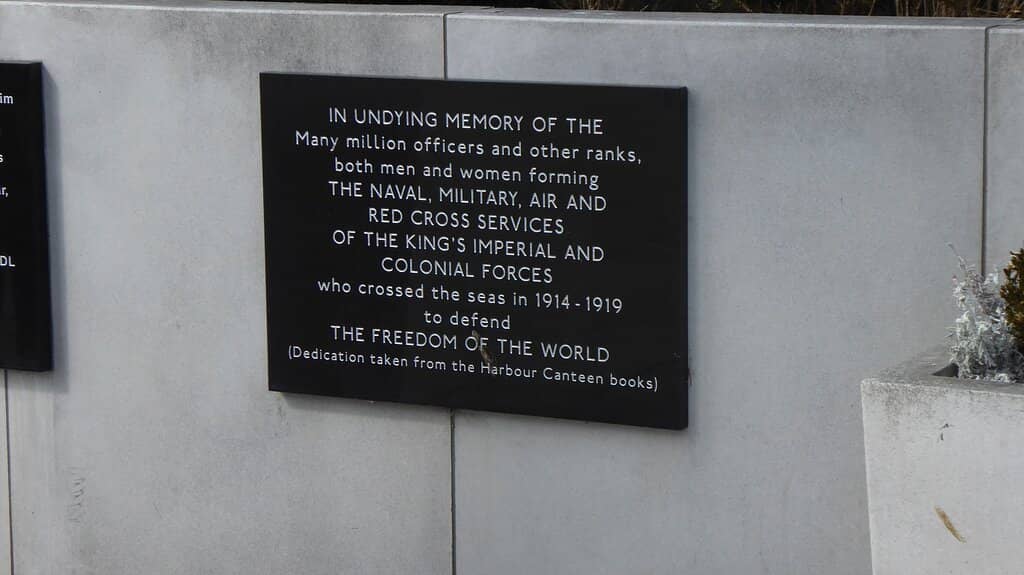 im
s
r,
DL
IN UNDYING MEMORY OF THE
Many million officers and other ranks,
both men and women forming
THE NAVAL, MILITARY, AIR AND
RED CROSS SERVICES
OF THE KING'S IMPERIAL AND
COLONIAL FORCES
who crossed the seas in 1914-1919
to defend
THE FREEDOM OF THE WORLD
(Dedication taken from the Harbour Canteen books)